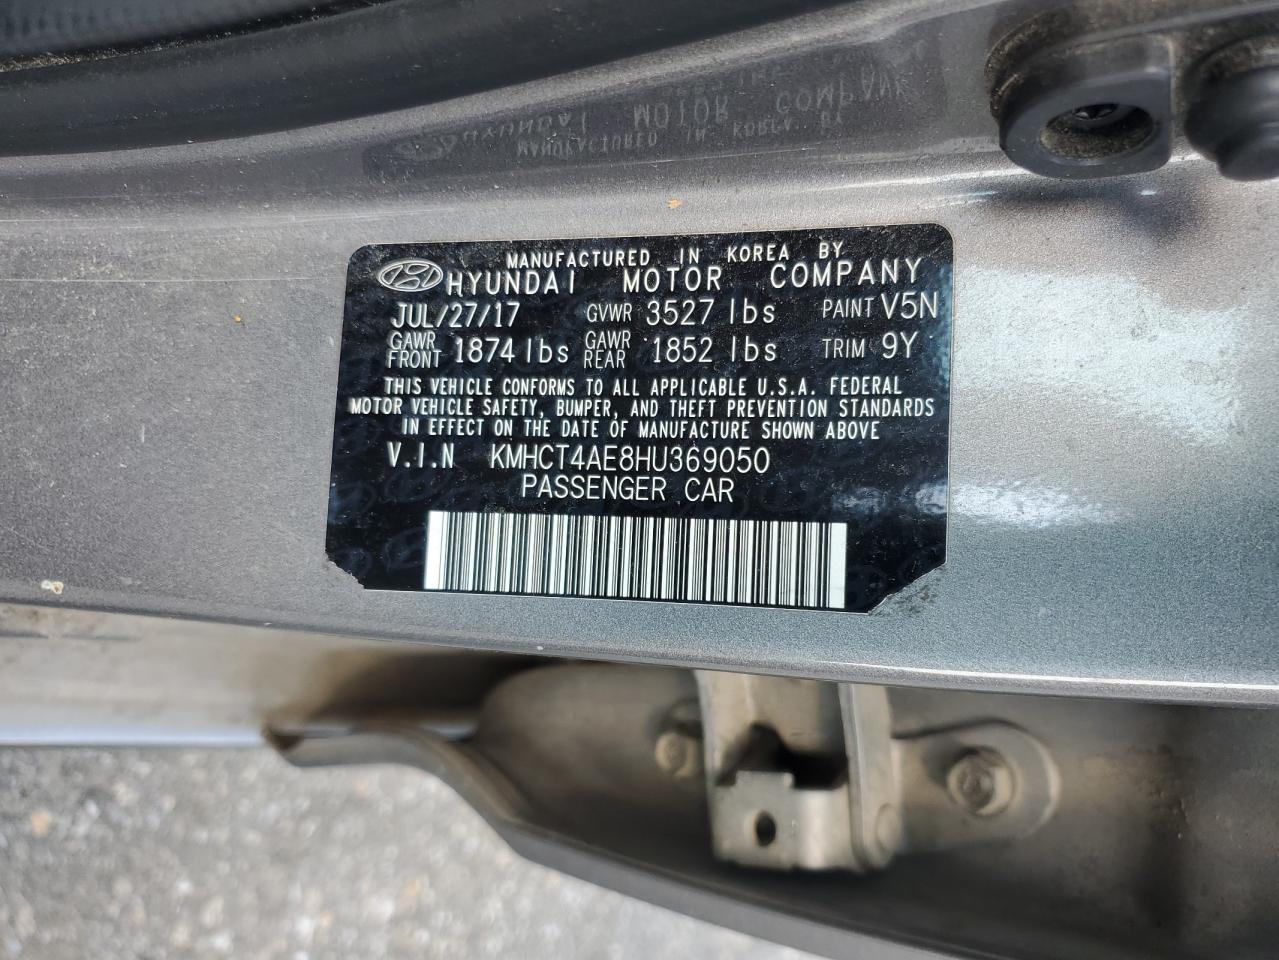 MANUFACTURED IN KOREA BY
HYUNDAI MOTOR COMPANY
JUL/27/17 GVWR 3527 lbs PAINT V5N
GAWR FRONT 1874 lbs GAWR REAR 1852 lbs TRIM 9Y
THIS VEHICLE CONFORMS TO ALL APPLICABLE U.S.A. FEDERAL
MOTOR VEHICLE SAFETY, BUMPER, AND THEFT PREVENTION STANDARDS
IN EFFECT ON THE DATE OF MANUFACTURE SHOWN ABOVE
V.I.N KMHCT4AE8HU369050
PASSENGER CAR